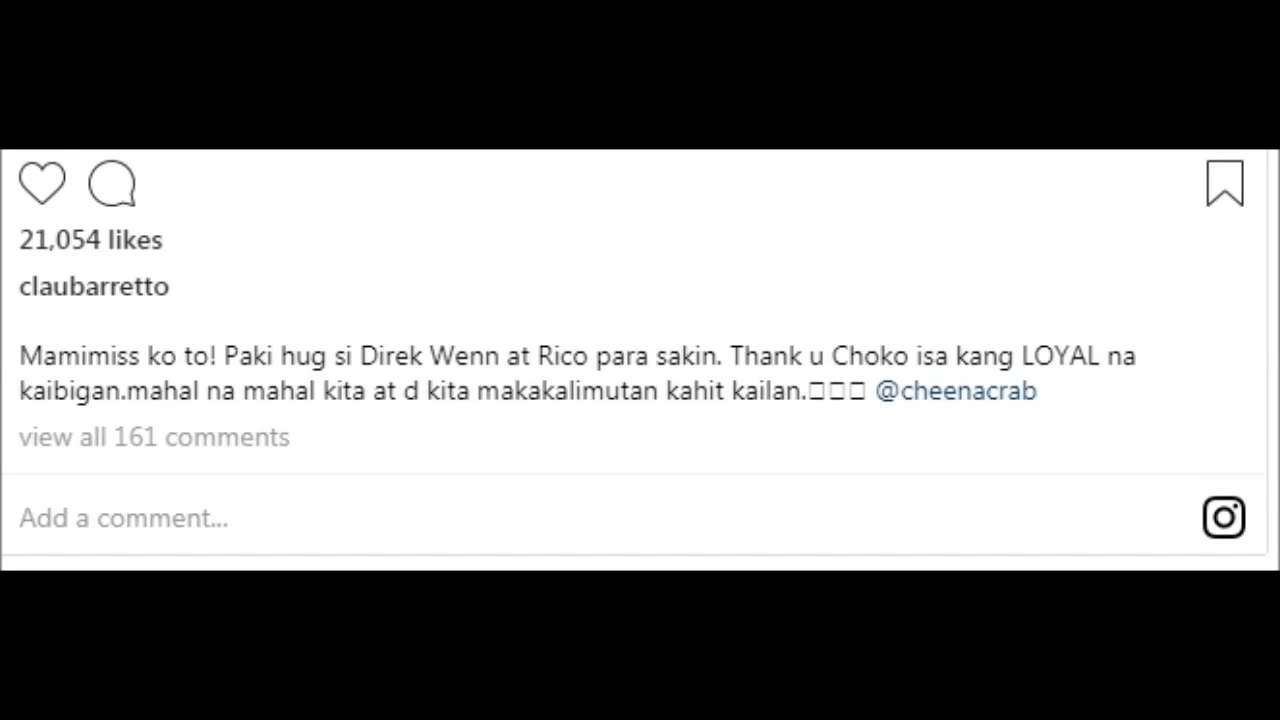 21,054 likes
claubarretto
Mamimiss ko to! Paki hug si Direk Wenn at Rico para sakin. Thank u Choko isa kang LOYAL na
kaibigan.mahal na mahal kita at d kita makakalimutan kahit kailan.□□□ @cheenacrab
view all 161 comments
Add a comment...